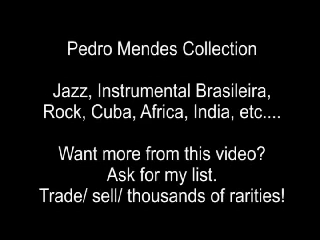 Pedro Mendes Collection
Jazz, Instrumental Brasileira,
Rock, Cuba, Africa, India, etc....
Want more from this video?
Ask for my list.
Trade/ sell/ thousands of rarities!